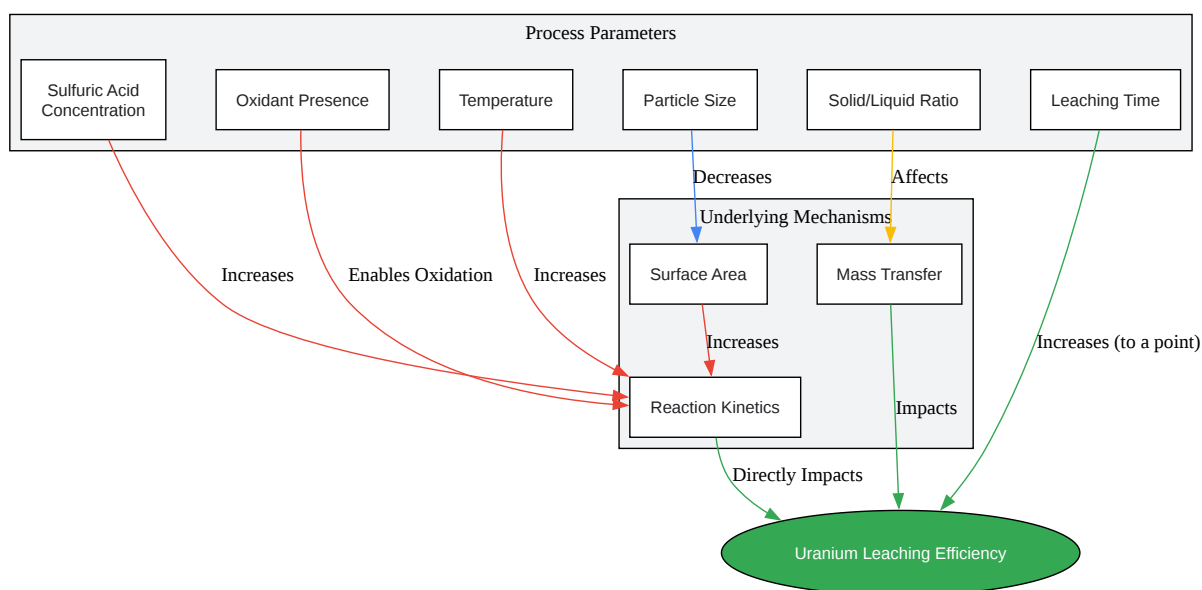 Process Parameters
Sulfuric Acid
Concentration
Oxidant Presence
Temperature
Particle Size
Solid/Liquid Ratio
Leaching Time
Decreases
Affects
Underlying Mechanisms
Increases
Enables Oxidation
Increases
Surface Area
Mass Transfer
Increases
Increases (to a point)
Reaction Kinetics
Impacts
Directly Impacts
Uranium Leaching Efficiency